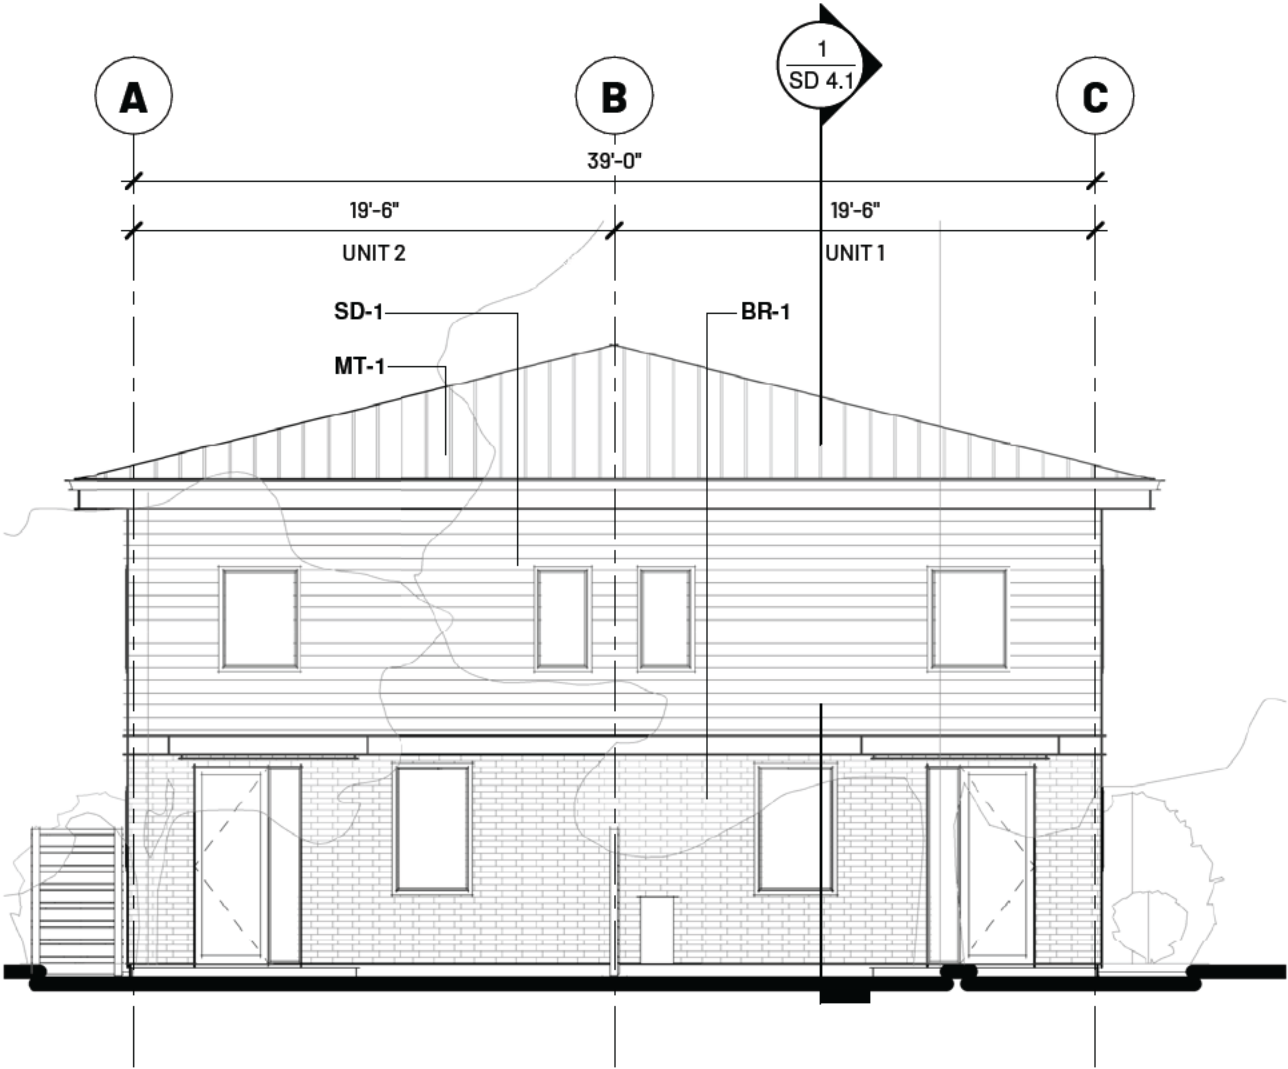 1
SD 4.1
A
B
C
39'-0"
19'-6"
19'-6"
UNIT 2
UNIT 1
SD-1
BR-1
MT-1